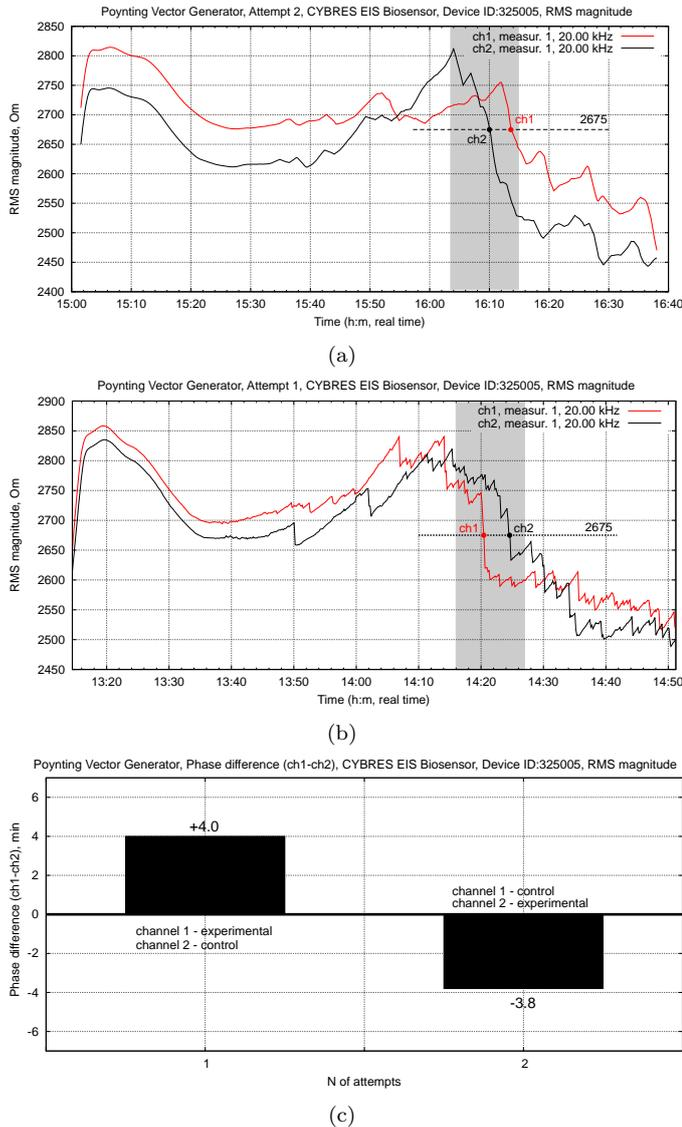 Poynting Vector Generator, Attempt 2, CYBRES EIS Biosensor, Device ID:325005, RMS magnitude
2850
2800
2750
2700
2650
2600
2550
2500
2450
2400
RMS magnitude, Om
ch1, measur. 1, 20.00 kHz
ch2, measur. 1, 20.00 kHz
2675
ch1
ch2
15:00 15:10 15:20 15:30 15:40 15:50 16:00 16:10 16:20 16:30 16:40
Time (h:m, real time)
(a)
Poynting Vector Generator, Attempt 1, CYBRES EIS Biosensor, Device ID:325005, RMS magnitude
2900
2850
2800
2750
2700
2650
2600
2550
2500
2450
RMS magnitude, Om
ch1, measur. 1, 20.00 kHz
ch2, measur. 1, 20.00 kHz
ch1 ch2 2675
13:20 13:30 13:40 13:50 14:00 14:10 14:20 14:30 14:40 14:50
Time (h:m, real time)
(b)
Poynting Vector Generator, Phase difference (ch1-ch2), CYBRES EIS Biosensor, Device ID:325005, RMS magnitude
6
4
2
0
-2
-4
-6
Phase difference (ch1-ch2), min
+4.0
channel 1 - experimental
channel 2 - control
channel 1 - control
channel 2 - experimental
-3.8
1 2
N of attempts
(c)